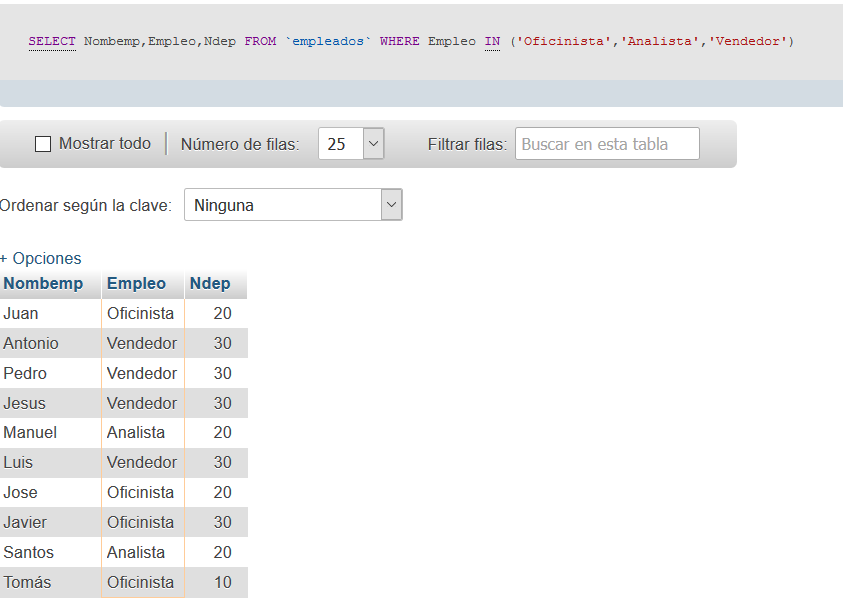 SELECT Nombemp,Empleo,Ndep FROM `empleados` WHERE Empleo IN ('Oficinista','Analista','Vendedor')
Mostrar todo Número de filas: 25 Filtrar filas: Buscar en esta tabla
Ordenar según la clave: Ninguna
+ Opciones
Nombemp Empleo Ndep
Juan Oficinista 20
Antonio Vendedor 30
Pedro Vendedor 30
Jesus Vendedor 30
Manuel Analista 20
Luis Vendedor 30
Jose Oficinista 20
Javier Oficinista 30
Santos Analista 20
Tomás Oficinista 10